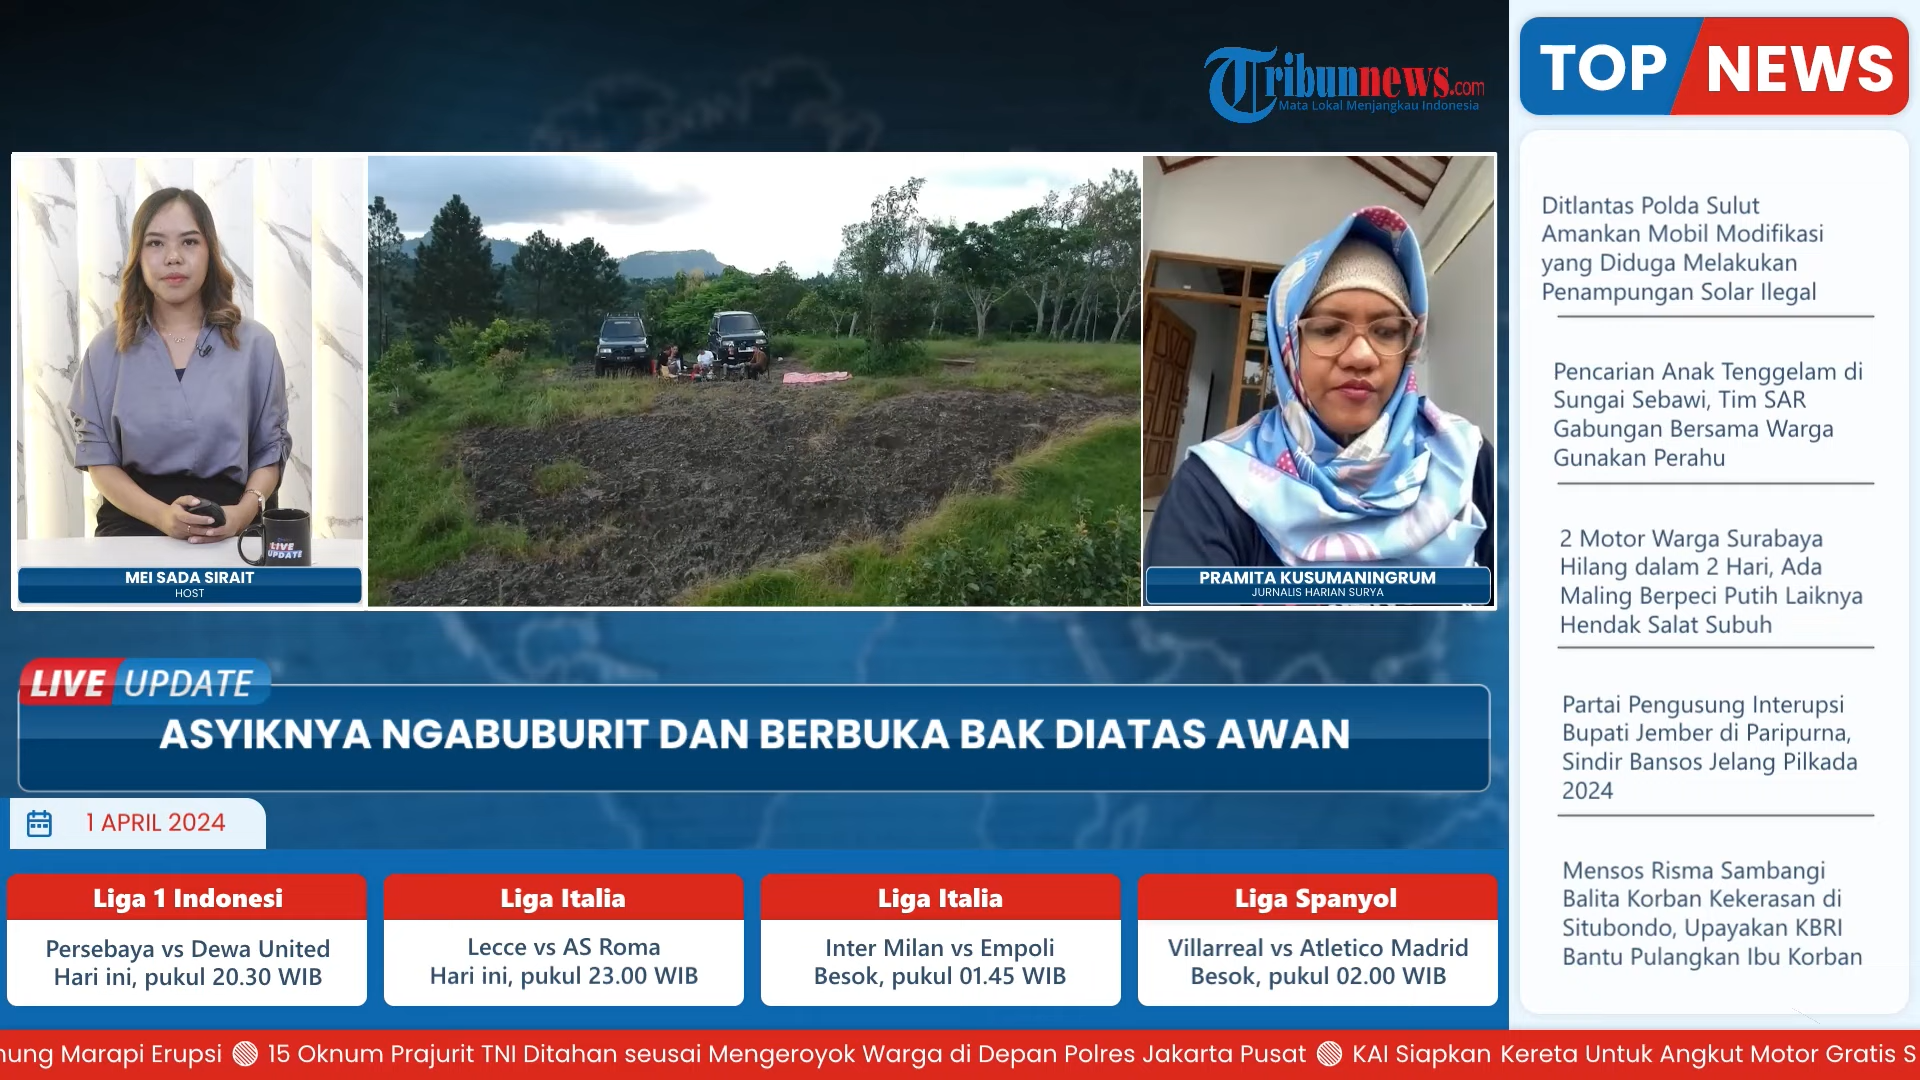 Tribunnews.com
Mata Lokal Menjangkau Indonesia
TOP NEWS
Ditlantas Polda Sulut
Amankan Mobil Modifikasi
yang Diduga Melakukan
Penampungan Solar Ilegal
Pencarian Anak Tenggelam di
Sungai Sebawi, Tim SAR
Gabungan Bersama Warga
Gunakan Perahu
2 Motor Warga Surabaya
Hilang dalam 2 Hari, Ada
Maling Berpeci Putih Laiknya
Hendak Salat Subuh
Partai Pengusung Interupsi
Bupati Jember di Paripurna,
Sindir Bansos Jelang Pilkada
2024
Mensos Risma Sambangi
Balita Korban Kekerasan di
Situbondo, Upayakan KBRI
Bantu Pulangkan Ibu Korban
LIVE
UPDATE
MEI SADA SIRAIT
HOST
PRAMITA KUSUMANINGRUM
JURNALIS HARIAN SURYA
LIVE UPDATE
ASYIKNYA NGABUBURIT DAN BERBUKA BAK DIATAS AWAN
1 APRIL 2024
Liga 1 Indonesi
Persebaya vs Dewa United
Hari ini, pukul 20.30 WIB
Liga Italia
Lecce vs AS Roma
Hari ini, pukul 23.00 WIB
Liga Italia
Inter Milan vs Empoli
Besok, pukul 01.45 WIB
Liga Spanyol
Villarreal vs Atletico Madrid
Besok, pukul 02.00 WIB
nung Marapi Erupsi 15 Oknum Prajurit TNI Ditahan seusai Mengeroyok Warga di Depan Polres Jakarta Pusat KAI Siapkan Kereta Untuk Angkut Motor Gratis S